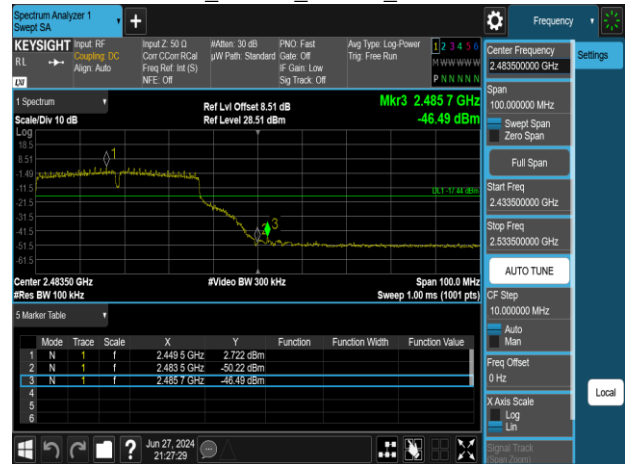 Spectrum Analyzer 1
Swept SA
Frequency
KEYSIGHT
RL
Input: RF
Coupling: DC
Align: Auto
Input Z: 50 Ω
Corr CCorr RCal
Freq Ref: Int (S)
NFE: Off
#Atten: 30 dB
µW Path: Standard
PNO: Fast
Gate: Off
IF Gain: Low
Sig Track: Off
Avg Type: Log-Power
Trig: Free Run
1 2 3 4 5 6
M W W W W W
P N N N N N
1 Spectrum
Scale/Div 10 dB
Ref Lvl Offset 8.51 dB
Ref Level 28.51 dBm
Mkr3 2.485 7 GHz
-46.49 dBm
Log
18.5
8.51
-1.49
-11.5
-21.5
-31.5
-41.5
-51.5
-61.5
1
2
3
DL1 -17.44 dBm
Center 2.48350 GHz
#Res BW 100 kHz
#Video BW 300 kHz
Span 100.0 MHz
Sweep 1.00 ms (1001 pts)
5 Marker Table
Mode Trace Scale X Y Function Function Width Function Value
1 N 1 f 2.449 5 GHz 2.722 dBm
2 N 1 f 2.483 5 GHz -50.22 dBm
3 N 1 f 2.485 7 GHz -46.49 dBm
4
5
6
Jun 27, 2024
21:27:29
Center Frequency
2.483500000 GHz
Span
100.000000 MHz
Swept Span
Zero Span
Full Span
Start Freq
2.433500000 GHz
Stop Freq
2.533500000 GHz
AUTO TUNE
CF Step
10.000000 MHz
Auto
Man
Freq Offset
0 Hz
X Axis Scale
Log
Lin
Signal Track
(Span Zoom)
Settings
Local